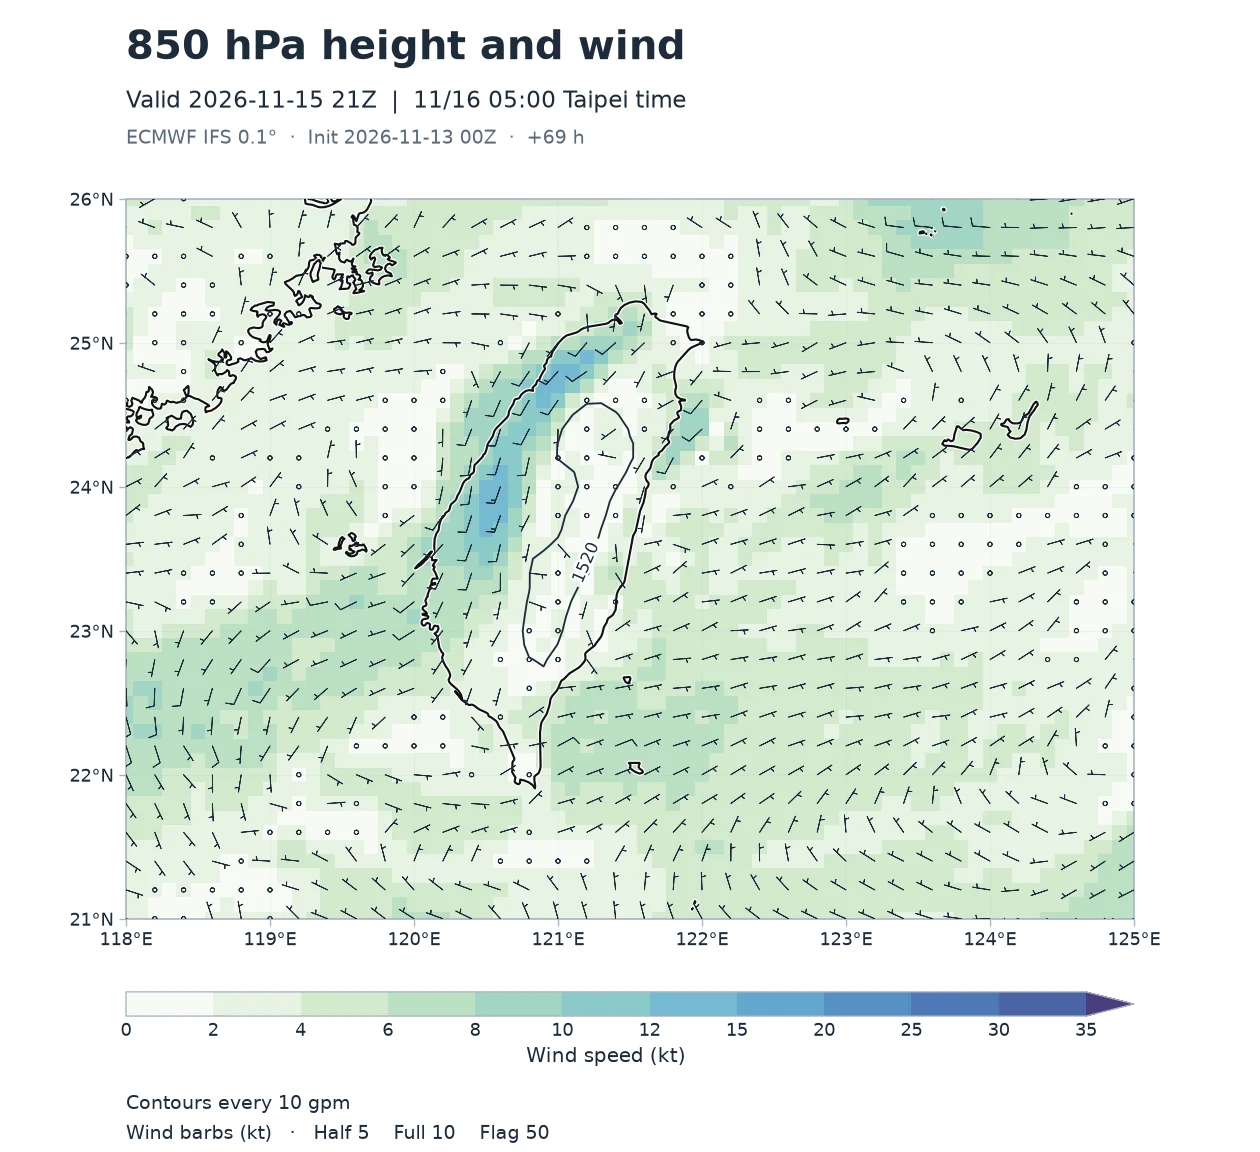 850 hPa height and wind
Valid 2026-11-15 21Z | 11/16 05:00 Taipei time
ECMWF IFS 0.1° · Init 2026-11-13 00Z · +69 h
26°N
25°N
24°N
23°N
22°N
21°N
1520
118°E 119°E 120°E 121°E 122°E 123°E 124°E 125°E
0 2 4 6 8 10 12 15 20 25 30 35
Wind speed (kt)
Contours every 10 gpm
Wind barbs (kt) · Half 5 Full 10 Flag 50